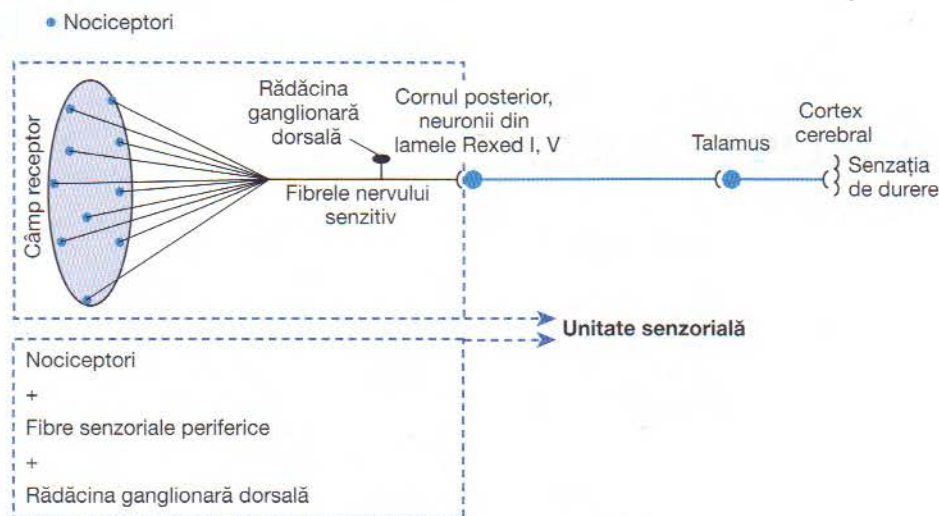 Nociceptori
Rădăcina
ganglionară
dorsală
Cornul posterior,
neuronii din
lamele Rexed I, V
Talamus
Cortex
cerebral
Senzația
de durere
Câmp receptor
Fibrele nervului
senzitiv
Unitate senzorială
Nociceptori
+
Fibre senzoriale periferice
+
Rădăcina ganglionară dorsală